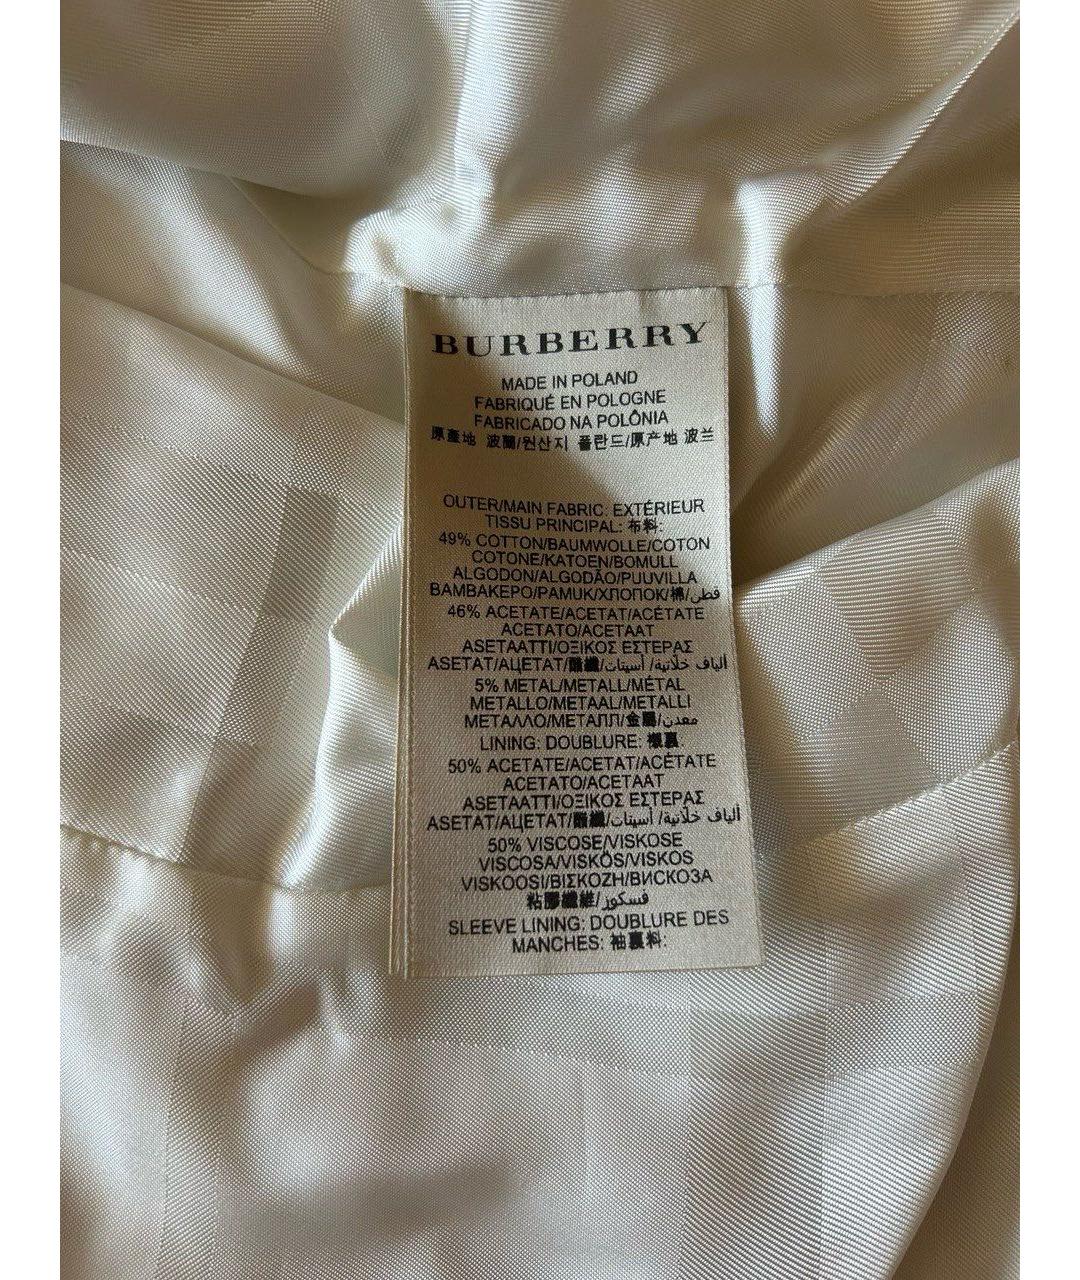 BURBERRY
MADE IN POLAND
FABRIQUÉ EN POLOGNE
FABRICADO NA POLÔNIA
原產地 波蘭/원산지 폴란드/原产地 波兰
OUTER/MAIN FABRIC: EXTÉRIEUR
TISSU PRINCIPAL: 布料:
49% COTTON/BAUMWOLLE/COTON
COTONE/KATOEN/BOMULL
ALGODON/ALGODÃO/PUUVILLA
ΒΑΜΒΑΚΕΡΟ/PAMUK/ХЛОПОК/棉/قطن
46% ACETATE/ACETAT/ACÉTATE
ACETATO/ACETAAT
ASETAATTI/ΟΞΙΚΟΣ ΕΣΤΕΡΑΣ
ASETAT/АЦЕТАТ/醋纖/ألياف خلّاتية/ أسيتات
5% METAL/METALL/MÉTAL
METALLO/METAAL/METALLI
ΜΕΤΑΛΛΟ/МЕТАЛЛ/金屬/معدن
LINING: DOUBLURE: 襯裏:
50% ACETATE/ACETAT/ACÉTATE
ACETATO/ACETAAT
ASETAATTI/ΟΞΙΚΟΣ ΕΣΤΕΡΑΣ
ASETAT/АЦЕТАТ/醋纖/ألياف خلّاتية/ أسيتات
50% VISCOSE/VISKOSE
VISCOSA/VISKÓS/VISKOS
VISKOOSI/ΒΙΣΚΟΖΗ/ВИСКОЗА
粘膠纖維/فسكوز
SLEEVE LINING: DOUBLURE DES
MANCHES: 袖裏料: